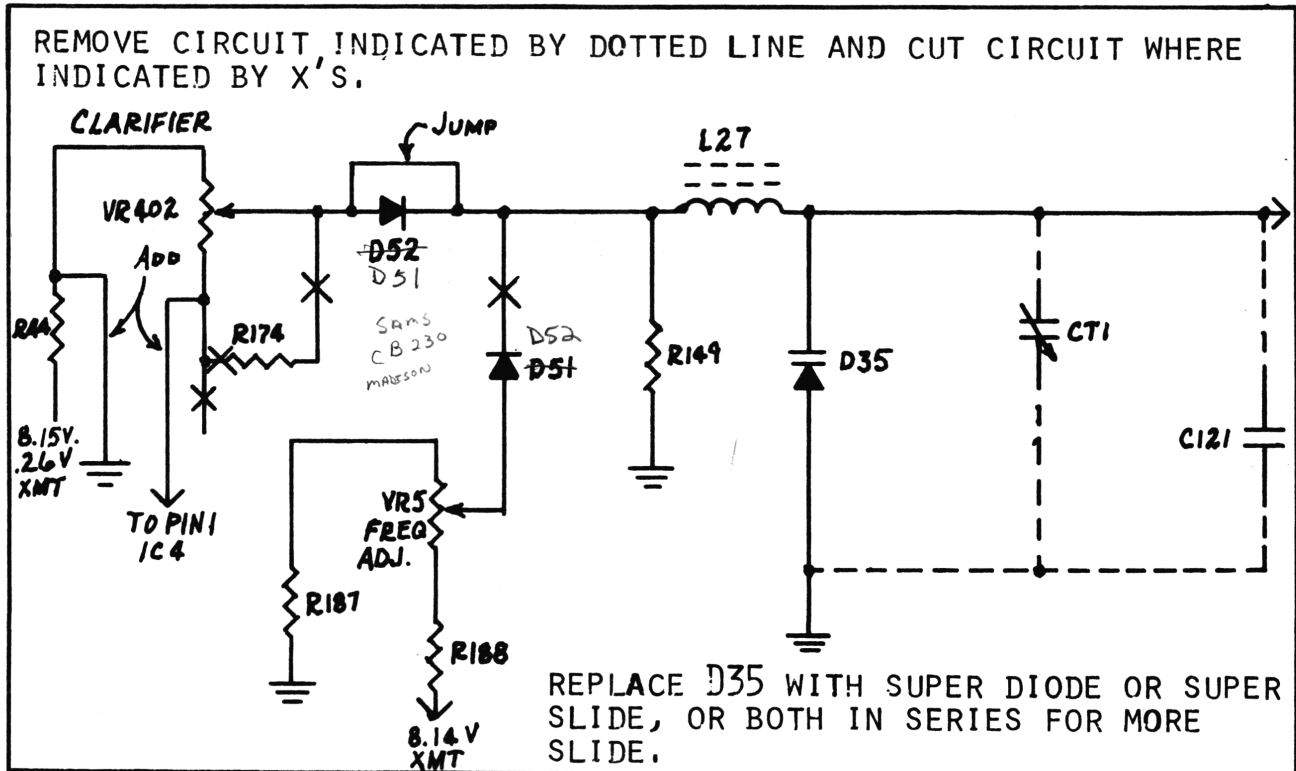 REMOVE CIRCUIT INDICATED BY DOTTED LINE AND CUT CIRCUIT WHERE
INDICATED BY X'S.
CLARIFIER
JUMP
L27
VR402
ADD
D52
D51
R44
R174
SAMS
CB 230
MADISON
D52
D51
R149
D35
CT1
C121
8.15V.
.26V
XMT
TO PIN 1
IC4
VR5
FREQ
ADJ.
R187
R188
8.14V
XMT
REPLACE D35 WITH SUPER DIODE OR SUPER
SLIDE, OR BOTH IN SERIES FOR MORE
SLIDE.